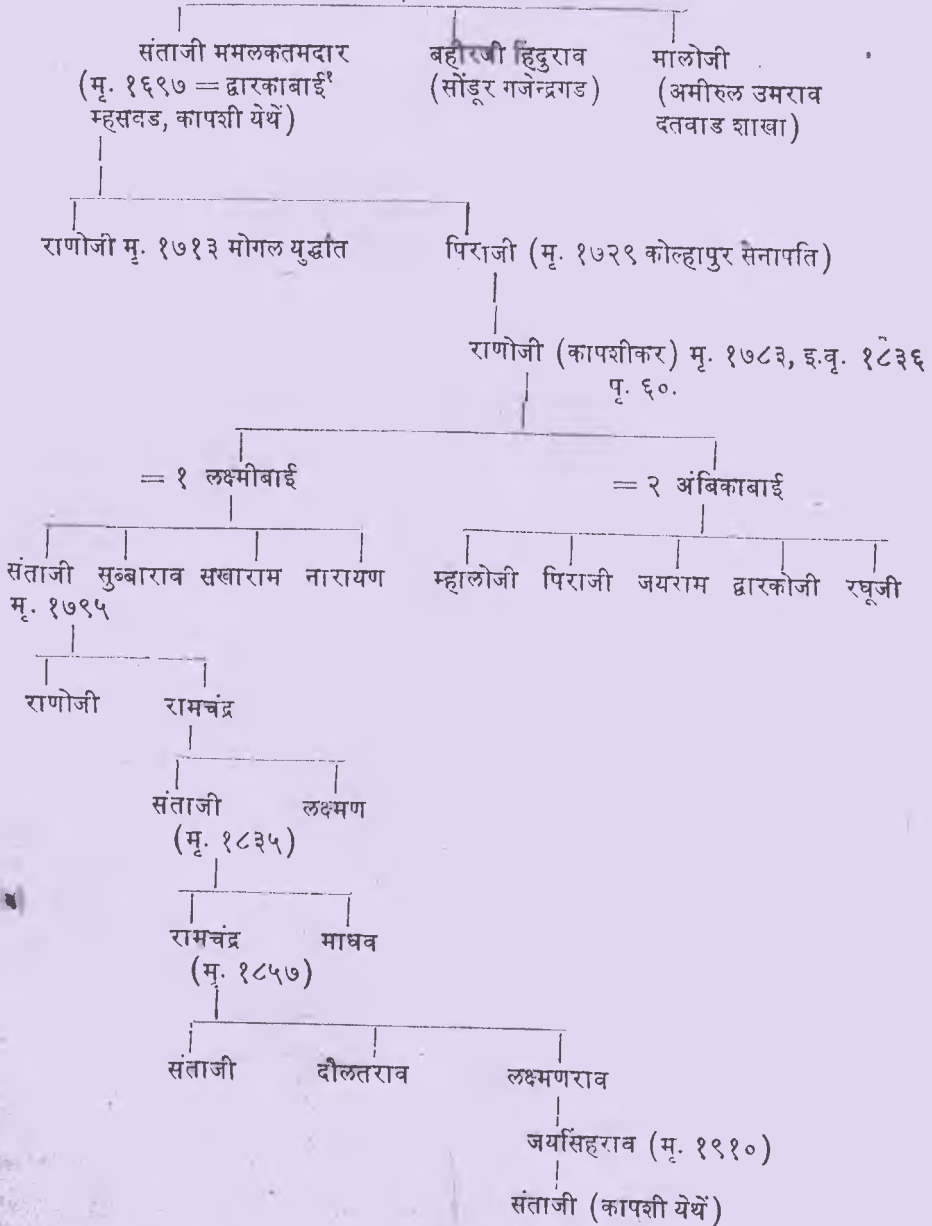 संताजी ममलकतमदार बहीरजी हिंदुराव मालोजी
(मृ. १६९७ = द्वारकाबाई१ (सोंडूर गजेन्द्रगड) (अमीरुल उमराव
म्हसवड, कापशी येथें) दतवाड शाखा)
राणोजी मृ. १७१३ मोगल युद्धांत पिराजी (मृ. १७२९ कोल्हापुर सेनापति)
राणोजी (कापशीकर) मृ. १७८३, इ.वृ. १८३६
पृ. ६०.
= १ लक्ष्मीबाई = २ अंबिकाबाई
संताजी सुब्बाराव सखाराम नारायण म्हालोजी पिराजी जयराम द्वारकोजी रघूजी
मृ. १७९५
राणोजी रामचंद्र
संताजी लक्ष्मण
(मृ. १८३५)
रामचंद्र माधव
(मृ. १८५७)
संताजी दौलतराव लक्ष्मणराव
जयसिंहराव (मृ. १९१०)
संताजी (कापशी येथें)